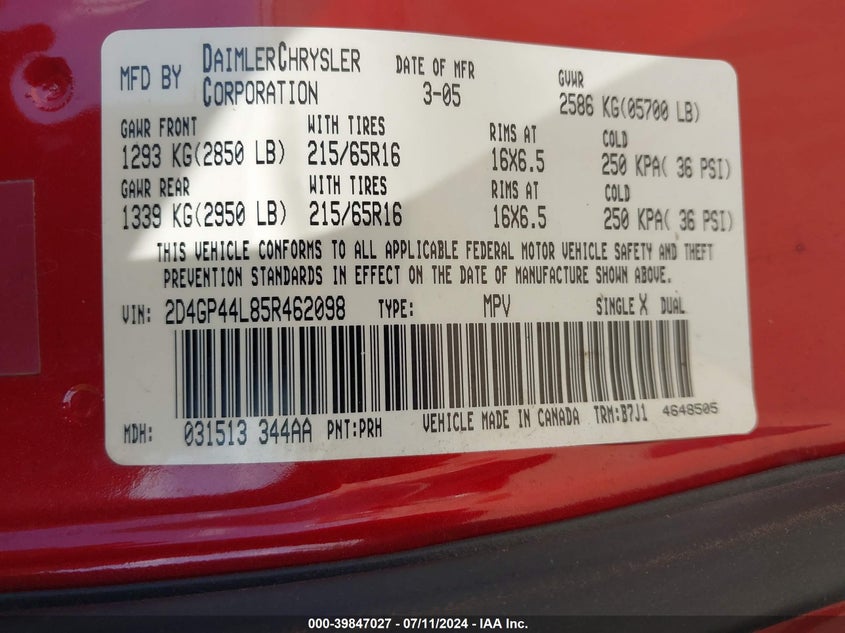 MFD BY DAIMLERCHRYSLER CORPORATION DATE OF MFR 3-05 GVWR 2586 KG(05700 LB)
GAWR FRONT WITH TIRES RIMS AT COLD
1293 KG(2850 LB) 215/65R16 16X6.5 250 KPA( 36 PSI)
GAWR REAR WITH TIRES RIMS AT COLD
1339 KG(2950 LB) 215/65R16 16X6.5 250 KPA( 36 PSI)
THIS VEHICLE CONFORMS TO ALL APPLICABLE FEDERAL MOTOR VEHICLE SAFETY AND THEFT
PREVENTION STANDARDS IN EFFECT ON THE DATE OF MANUFACTURE SHOWN ABOVE.
VIN: 2D4GP44L85R462098 TYPE: MPV SINGLE X DUAL
MDH: 031513 344AA PNT:PRH VEHICLE MADE IN CANADA TRM:B7J1 4648505
000-39847027 - 07/11/2024 - IAA Inc.